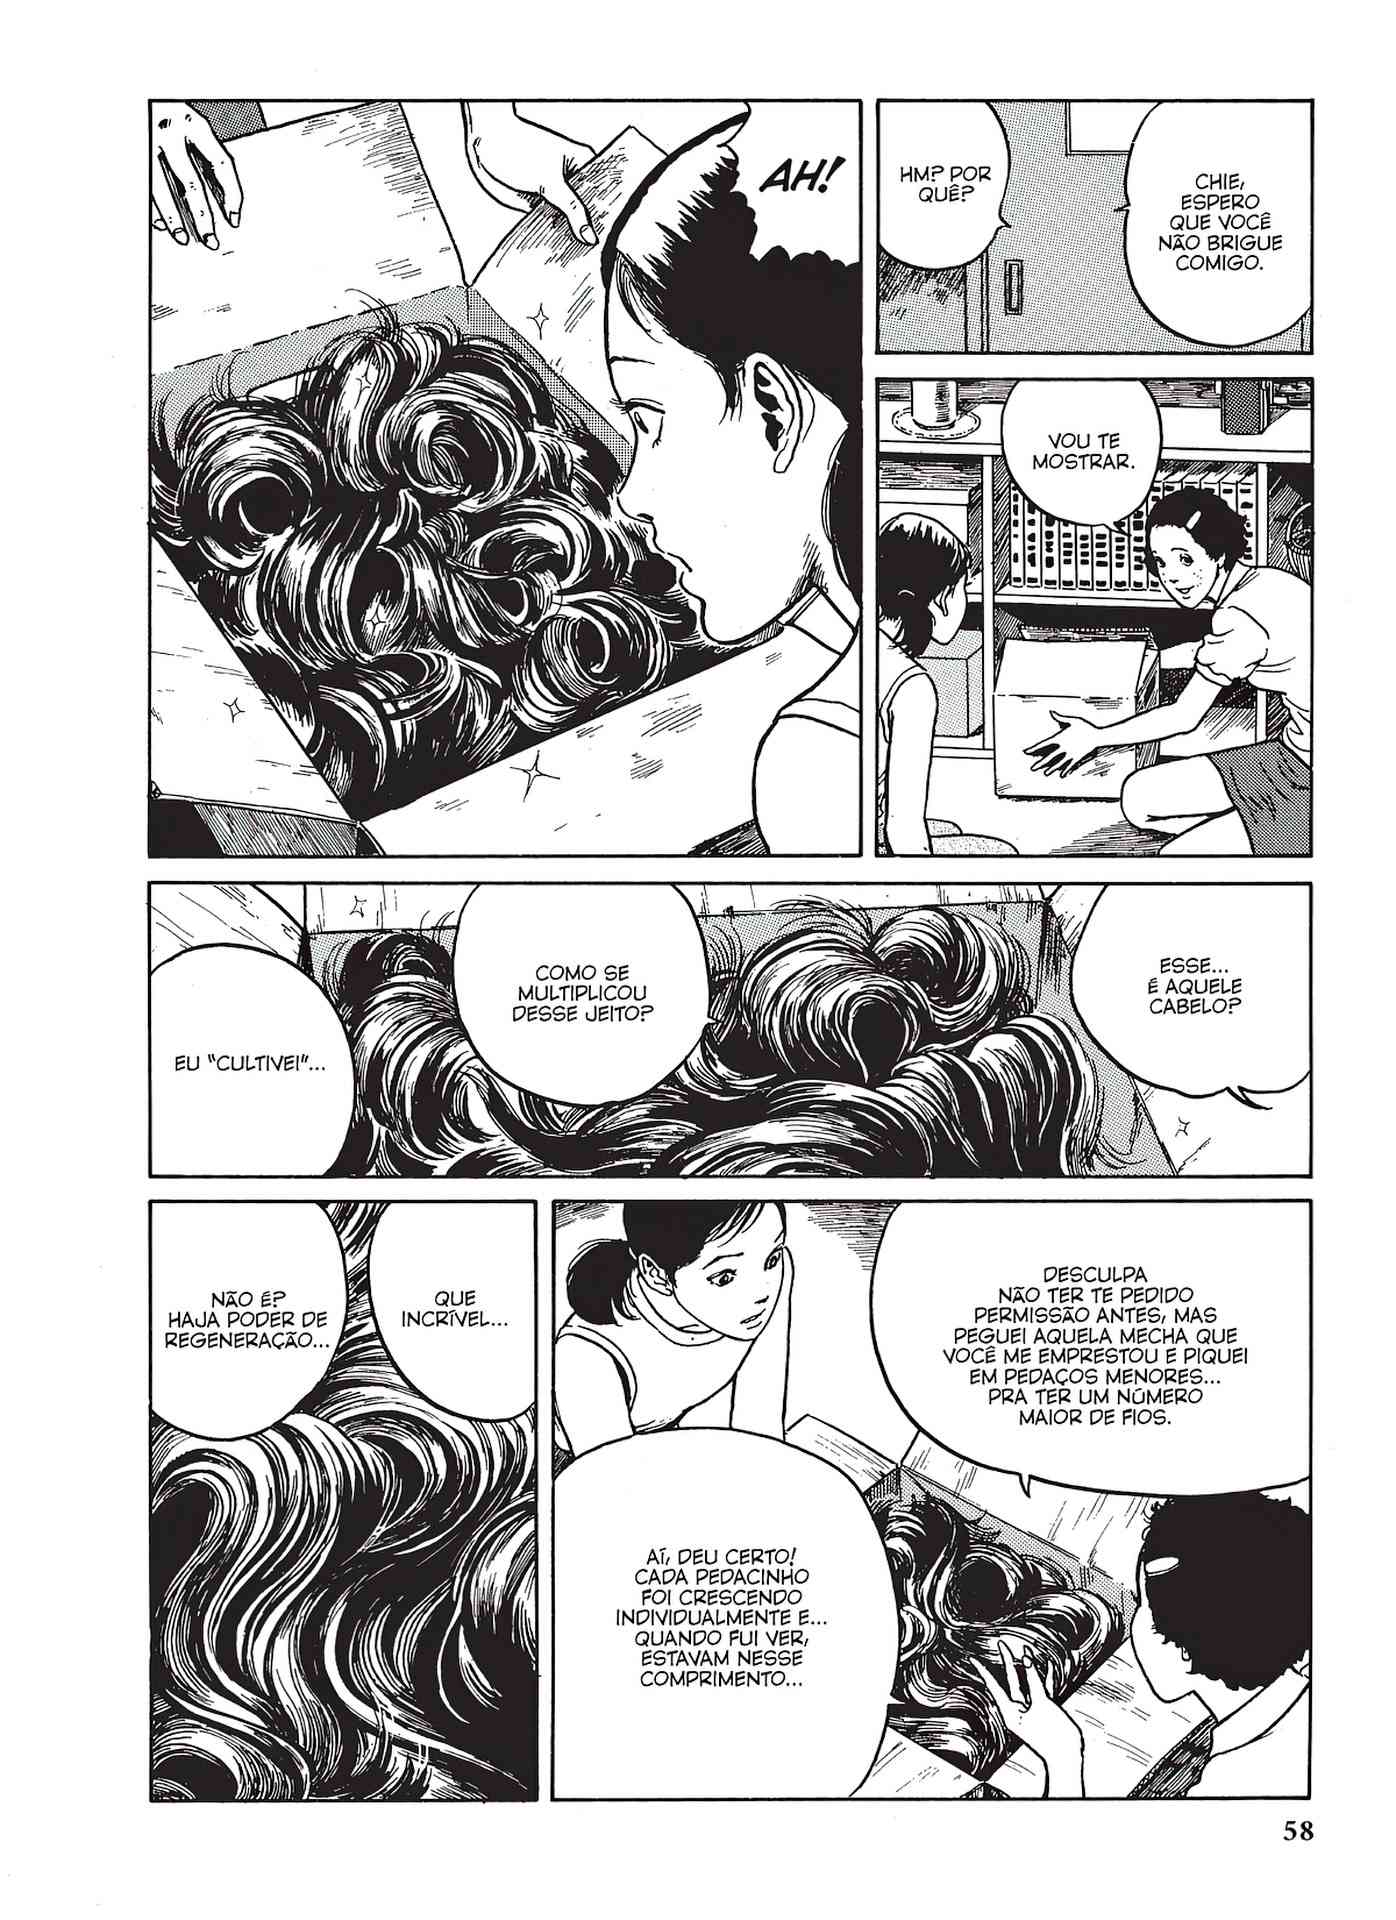 CHIE,
ESPERO
QUE VOCÊ
NÃO BRIGUE
COMIGO.
HM? POR
QUÊ?
VOU TE
MOSTRAR.
AH!
ESSE...
É AQUELE
CABELO?
COMO SE
MULTIPLICOU
DESSE JEITO?
EU "CULTIVEI"...
DESCULPA
NÃO TER TE PEDIDO
PERMISSÃO ANTES, MAS
PEGUEI AQUELA MECHA QUE
VOCÊ ME EMPRESTOU E PIQUEI
EM PEDAÇOS MENORES...
PRA TER UM NÚMERO
MAIOR DE FIOS.
AÍ, DEU CERTO!
CADA PEDACINHO
FOI CRESCENDO
INDIVIDUALMENTE E...
QUANDO FUI VER,
ESTAVAM NESSE
COMPRIMENTO...
QUE
INCRÍVEL...
NÃO É?
HAJA PODER DE
REGENERAÇÃO...
58